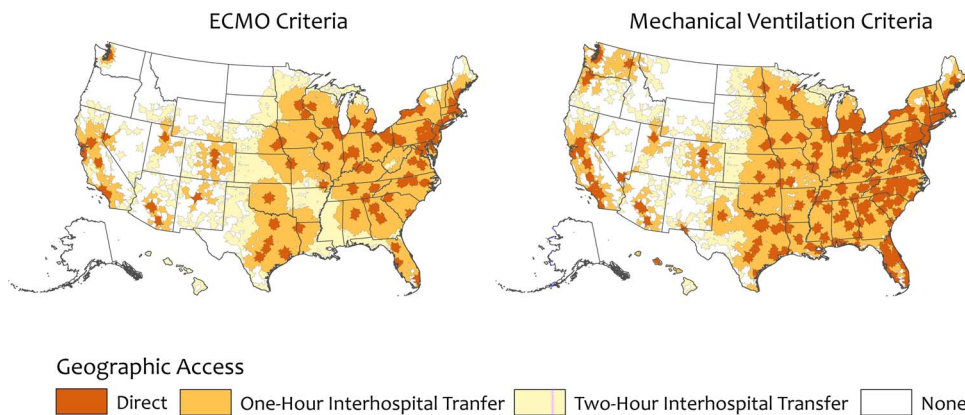 ECMO Criteria
Mechanical Ventilation Criteria
Geographic Access
Direct
One-Hour Interhospital Tranfer
Two-Hour Interhospital Transfer
None